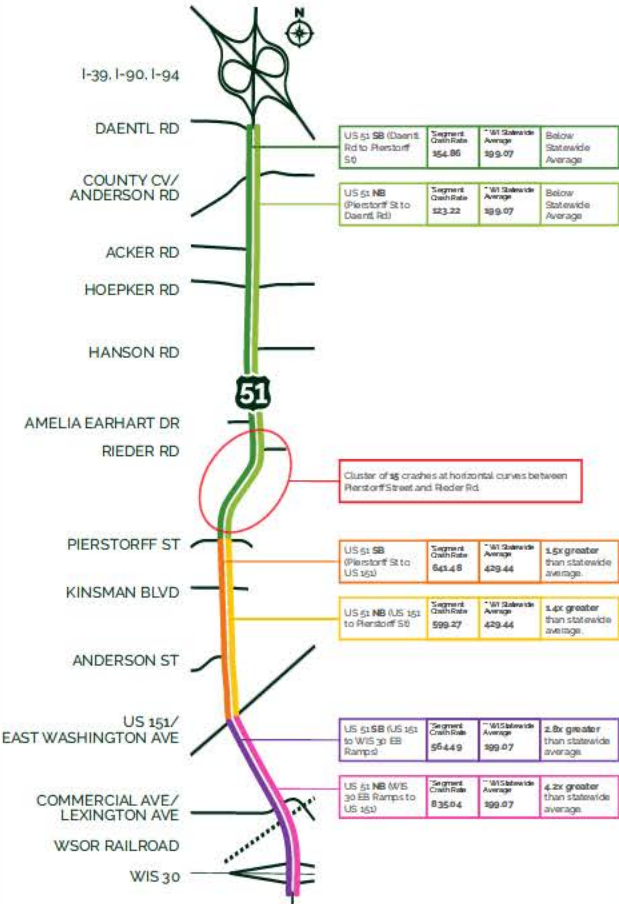 N
I-39, I-90, I-94
DAENTL RD
US 51 SB (Daentl
Rd to Pierstorff
St)
*Segment
Crash Rate
154.86
**WI Statewide
Average
199.07
Below
Statewide
Average
COUNTY CV/
ANDERSON RD
US 51 NB
(Pierstorff St to
Daentl Rd)
*Segment
Crash Rate
123.22
**WI Statewide
Average
199.07
Below
Statewide
Average
ACKER RD
HOEPKER RD
HANSON RD
51
AMELIA EARHART DR
RIEDER RD
Cluster of 15 crashes at horizontal curves between
Pierstorff Street and Rieder Rd.
PIERSTORFF ST
US 51 SB
(Pierstorff St to
US 151)
*Segment
Crash Rate
641.48
**WI Statewide
Average
429.44
1.5x greater
than statewide
average.
KINSMAN BLVD
US 51 NB (US 151
to Pierstorff St)
*Segment
Crash Rate
599.27
**WI Statewide
Average
429.44
1.4x greater
than statewide
average.
ANDERSON ST
US 151/
EAST WASHINGTON AVE
US 51 SB (US 151
to WIS 30 EB
Ramps)
*Segment
Crash Rate
564.49
**WI Statewide
Average
199.07
2.8x greater
than statewide
average.
COMMERCIAL AVE/
LEXINGTON AVE
US 51 NB (WIS
30 EB Ramps to
US 151)
*Segment
Crash Rate
835.04
**WI Statewide
Average
199.07
4.2x greater
than statewide
average.
WSOR RAILROAD
WIS 30